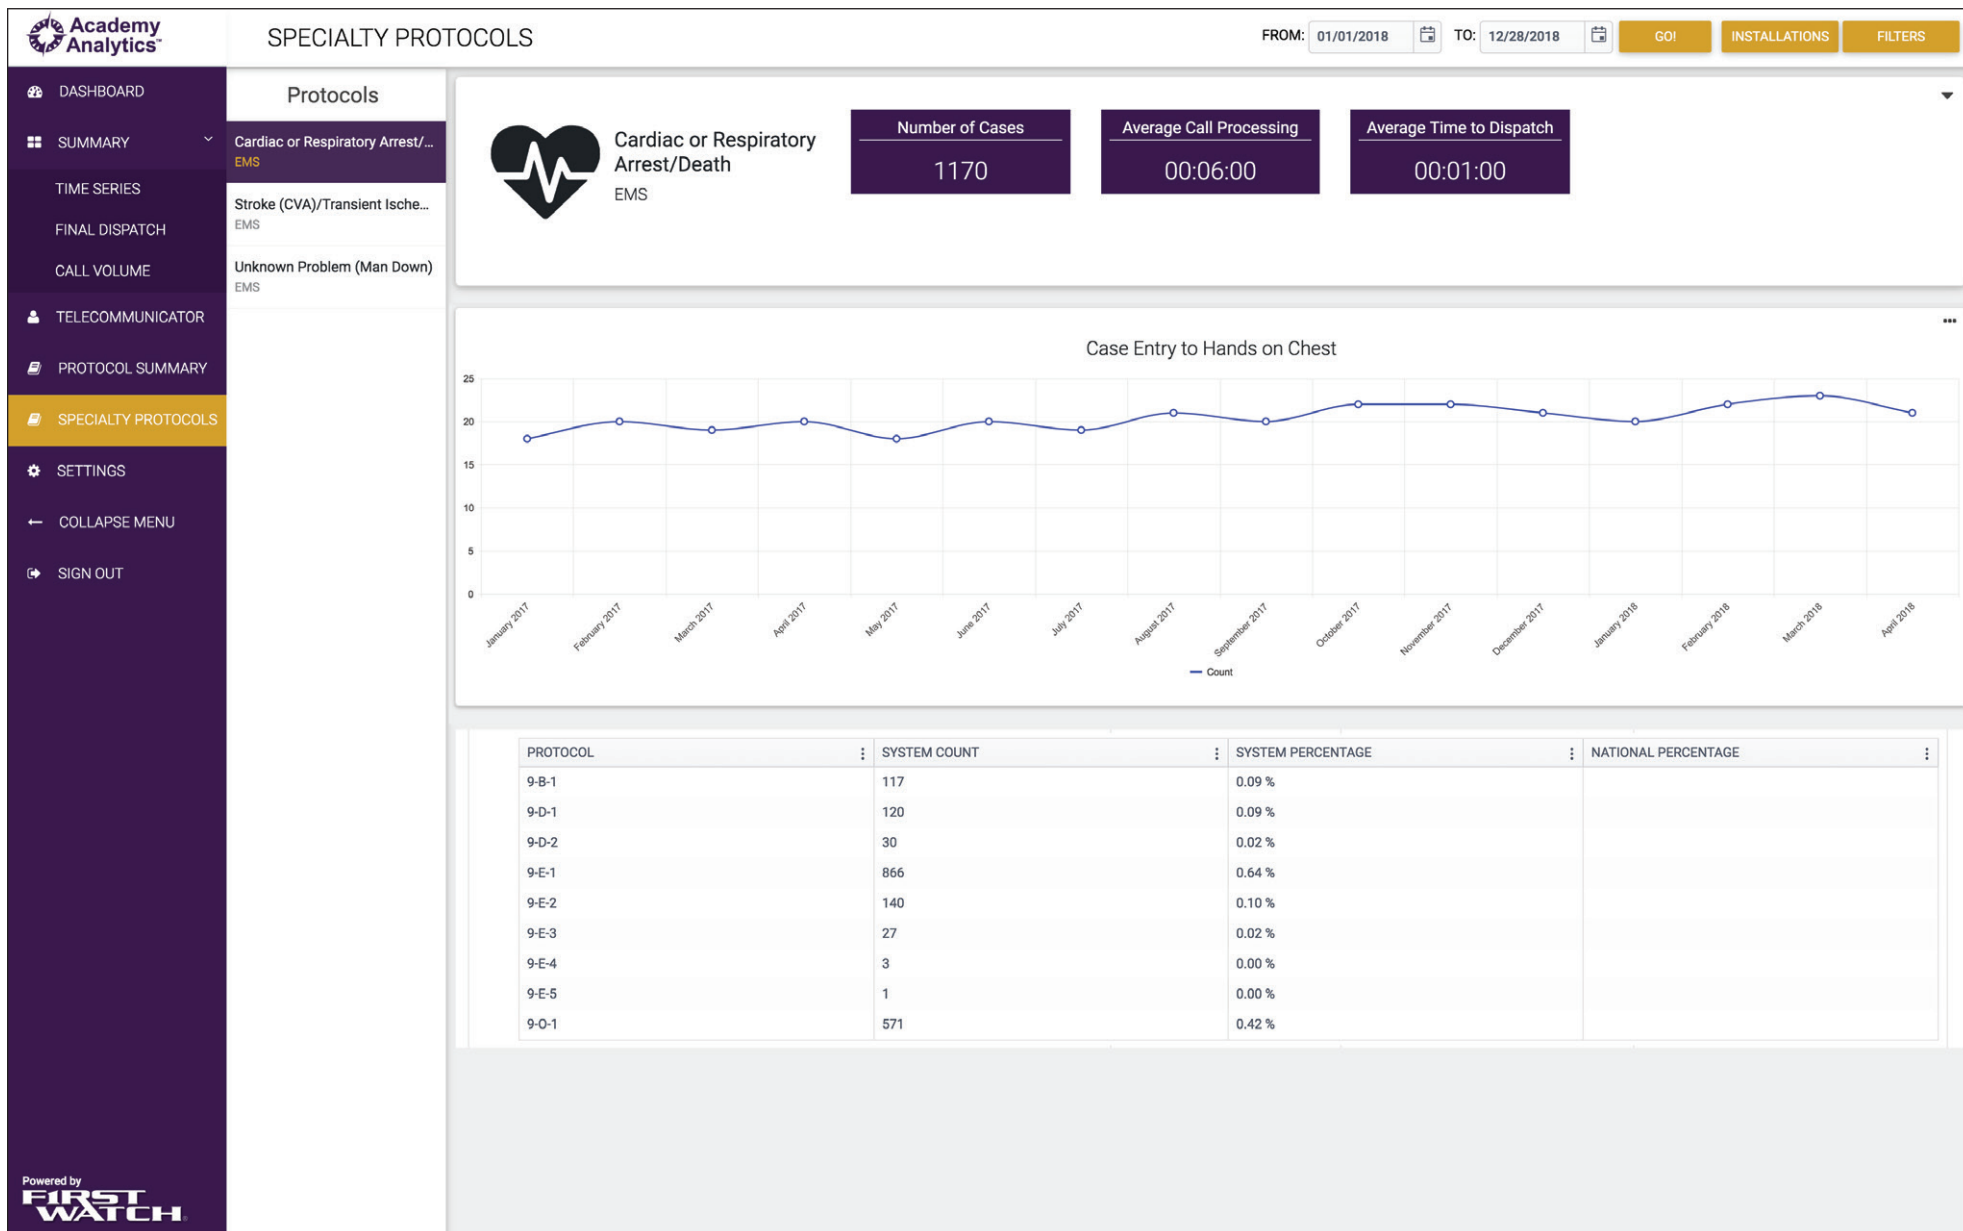 Academy
Analytics™
SPECIALTY PROTOCOLS
FROM: 01/01/2018 TO: 12/28/2018 GO! INSTALLATIONS FILTERS
DASHBOARD
SUMMARY
TIME SERIES
FINAL DISPATCH
CALL VOLUME
TELECOMMUNICATOR
PROTOCOL SUMMARY
SPECIALTY PROTOCOLS
SETTINGS
COLLAPSE MENU
SIGN OUT
Powered by
FIRST
WATCH®
Protocols
Cardiac or Respiratory Arrest/...
EMS
Stroke (CVA)/Transient Ische...
EMS
Unknown Problem (Man Down)
EMS
Cardiac or Respiratory
Arrest/Death
EMS
Number of Cases
1170
Average Call Processing
00:06:00
Average Time to Dispatch
00:01:00
Case Entry to Hands on Chest
25
20
15
10
5
0
January 2017
February 2017
March 2017
April 2017
May 2017
June 2017
July 2017
August 2017
September 2017
October 2017
November 2017
December 2017
January 2018
February 2018
March 2018
April 2018
Count
PROTOCOL SYSTEM COUNT SYSTEM PERCENTAGE NATIONAL PERCENTAGE
9-B-1 117 0.09 %
9-D-1 120 0.09 %
9-D-2 30 0.02 %
9-E-1 866 0.64 %
9-E-2 140 0.10 %
9-E-3 27 0.02 %
9-E-4 3 0.00 %
9-E-5 1 0.00 %
9-O-1 571 0.42 %